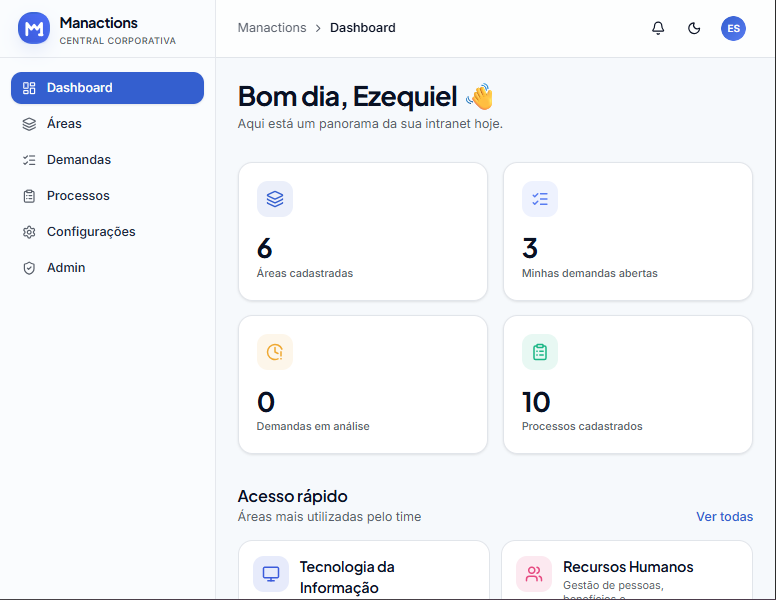 Manactions
CENTRAL CORPORATIVA
Manactions > Dashboard
ES
Dashboard
Áreas
Demandas
Processos
Configurações
Admin
Bom dia, Ezequiel 👋
Aqui está um panorama da sua intranet hoje.
6
Áreas cadastradas
3
Minhas demandas abertas
0
Demandas em análise
10
Processos cadastrados
Acesso rápido
Áreas mais utilizadas pelo time
Ver todas
Tecnologia da
Informação
Recursos Humanos
Gestão de pessoas,
benefícios e